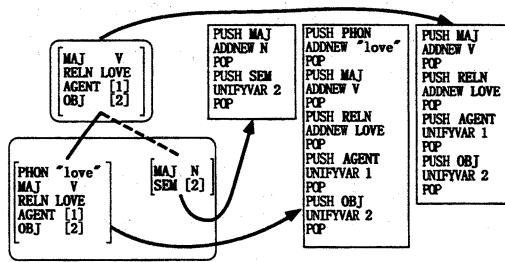 MAJ V
RELN LOVE
AGENT [1]
OBJ [2]
PHON "love"
MAJ V
RELN LOVE
AGENT [1]
OBJ [2]
MAJ N
SEM [2]
PUSH MAJ
ADDNEW N
POP
PUSH SEM
UNIFYVAR 2
POP
PUSH PHON
ADDNEW "love"
POP
PUSH MAJ
ADDNEW V
POP
PUSH RELN
ADDNEW LOVE
POP
PUSH AGENT
UNIFYVAR 1
POP
PUSH OBJ
UNIFYVAR 2
POP
PUSH MAJ
ADDNEW V
POP
PUSH RELN
ADDNEW LOVE
POP
PUSH AGENT
UNIFYVAR 1
POP
PUSH OBJ
UNIFYVAR 2
POP